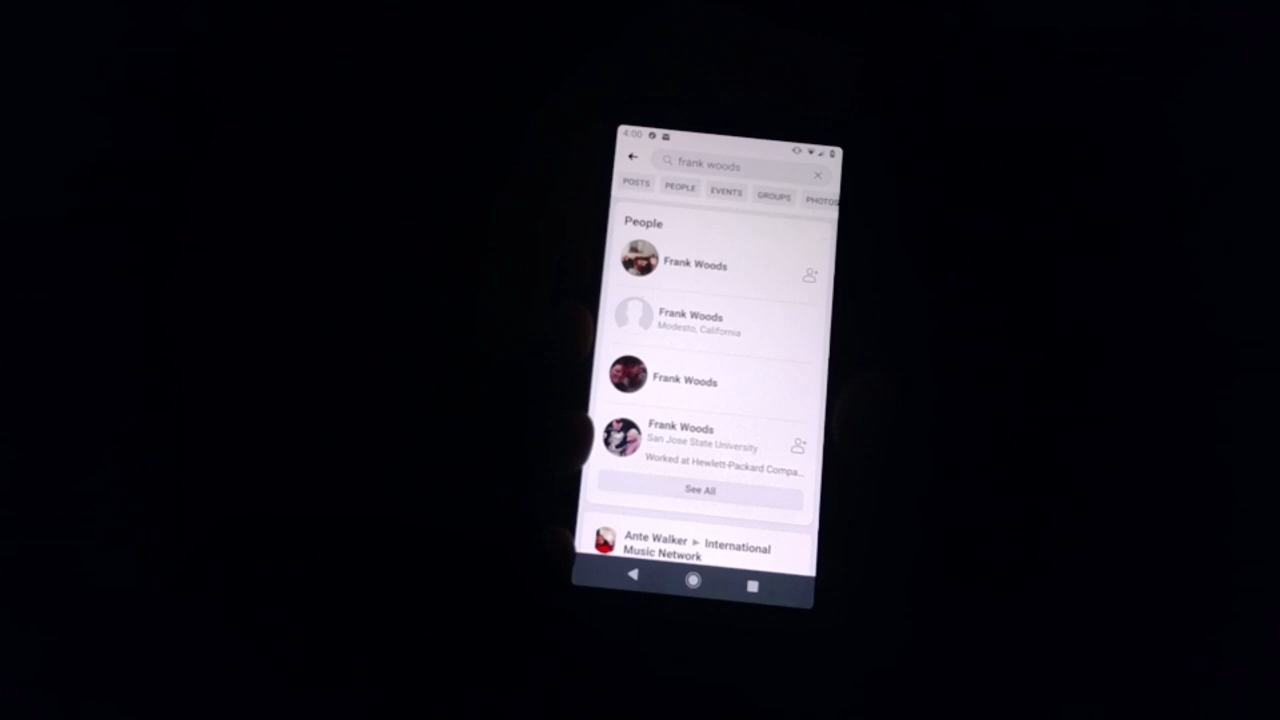 4:00
frank woods
POSTS PEOPLE EVENTS GROUPS PHOTOS
People
Frank Woods
Frank Woods
Modesto, California
Frank Woods
Frank Woods
San Jose State University
Worked at Hewlett-Packard Compa...
See All
Ante Walker ► International
Music Network